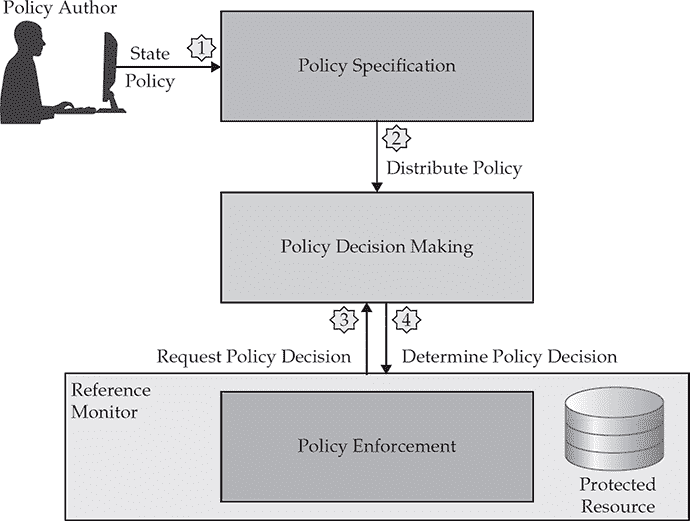 Policy Author
State
Policy
1
Policy Specification
2
Distribute Policy
Policy Decision Making
3
4
Request Policy Decision
Determine Policy Decision
Reference
Monitor
Policy Enforcement
Protected
Resource